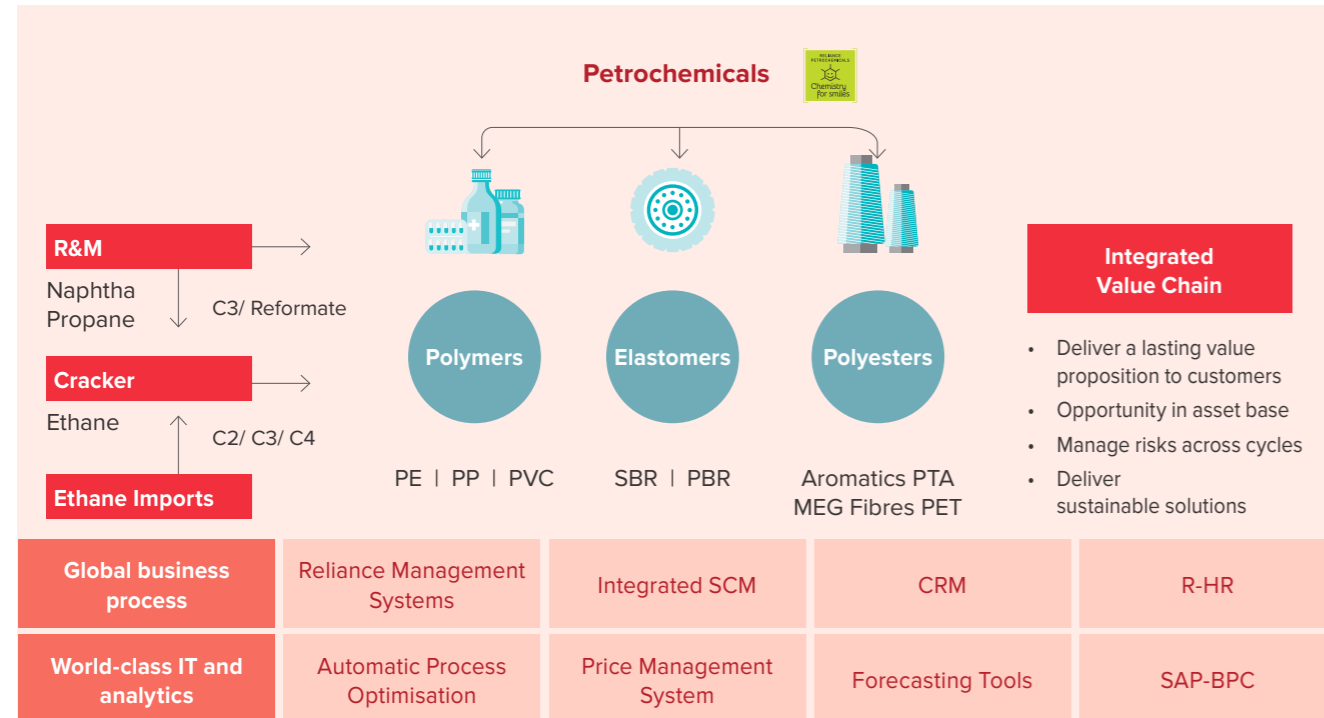 Petrochemicals
RELIANCE
PETROCHEMICALS
Chemistry
for smiles
R&M
Naphtha
Propane
C3/ Reformate
Cracker
Ethane
C2/ C3/ C4
Ethane Imports
Polymers
PE | PP | PVC
Elastomers
SBR | PBR
Polyesters
Aromatics PTA
MEG Fibres PET
Integrated
Value Chain
• Deliver a lasting value
proposition to customers
• Opportunity in asset base
• Manage risks across cycles
• Deliver
sustainable solutions
Global business
process
Reliance Management
Systems
Integrated SCM
CRM
R-HR
World-class IT and
analytics
Automatic Process
Optimisation
Price Management
System
Forecasting Tools
SAP-BPC